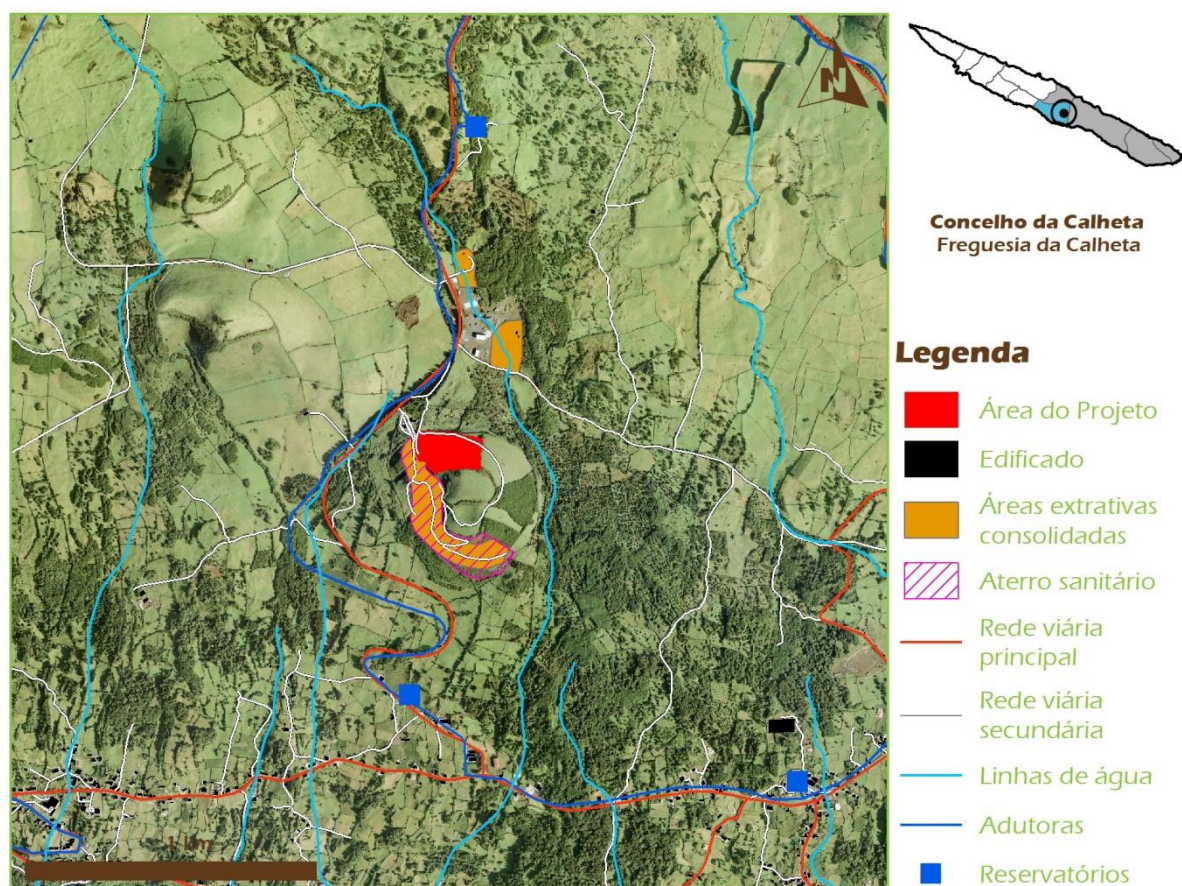 N
Concelho da Calheta
Freguesia da Calheta
Legenda
Área do Projeto
Edificado
Áreas extrativas
consolidadas
Aterro sanitário
Rede viária
principal
Rede viária
secundária
Linhas de água
Adutoras
Reservatórios
1 km